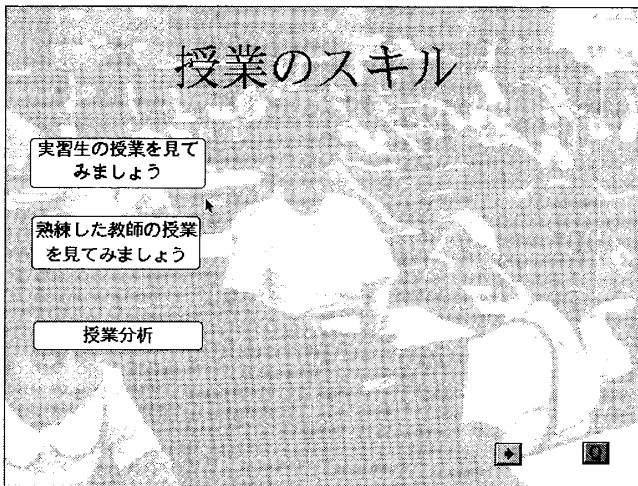 授業のスキル
実習生の授業を見て
みましょう
熟練した教師の授業
を見てみましょう
授業分析